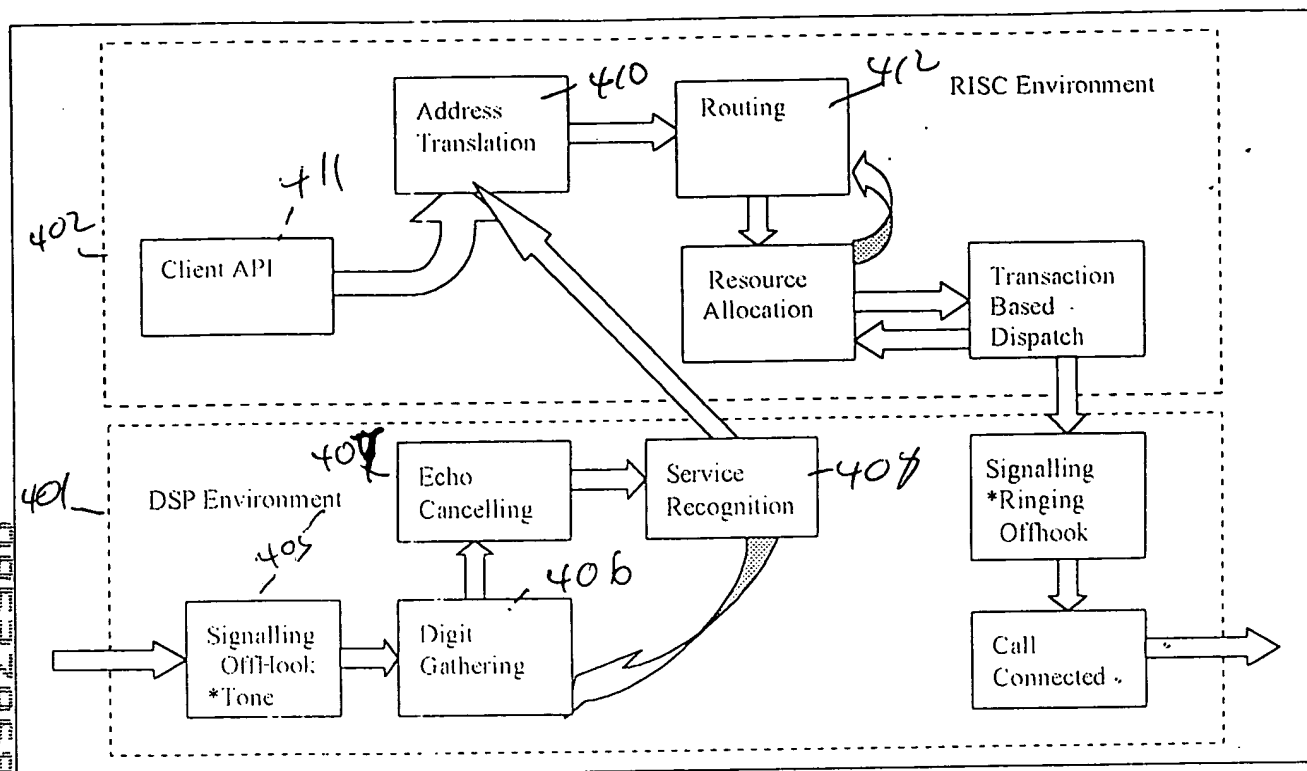 410
412
RISC Environment
Address
Translation
Routing
411
402
Client API
Resource
Allocation
Transaction
Based
Dispatch
401
DSP Environment
Echo
Cancelling
Service
Recognition
408
Signalling
*Ringing
Offhook
405
406
Signalling
OffHook
*Tone
Digit
Gathering
Call
Connected